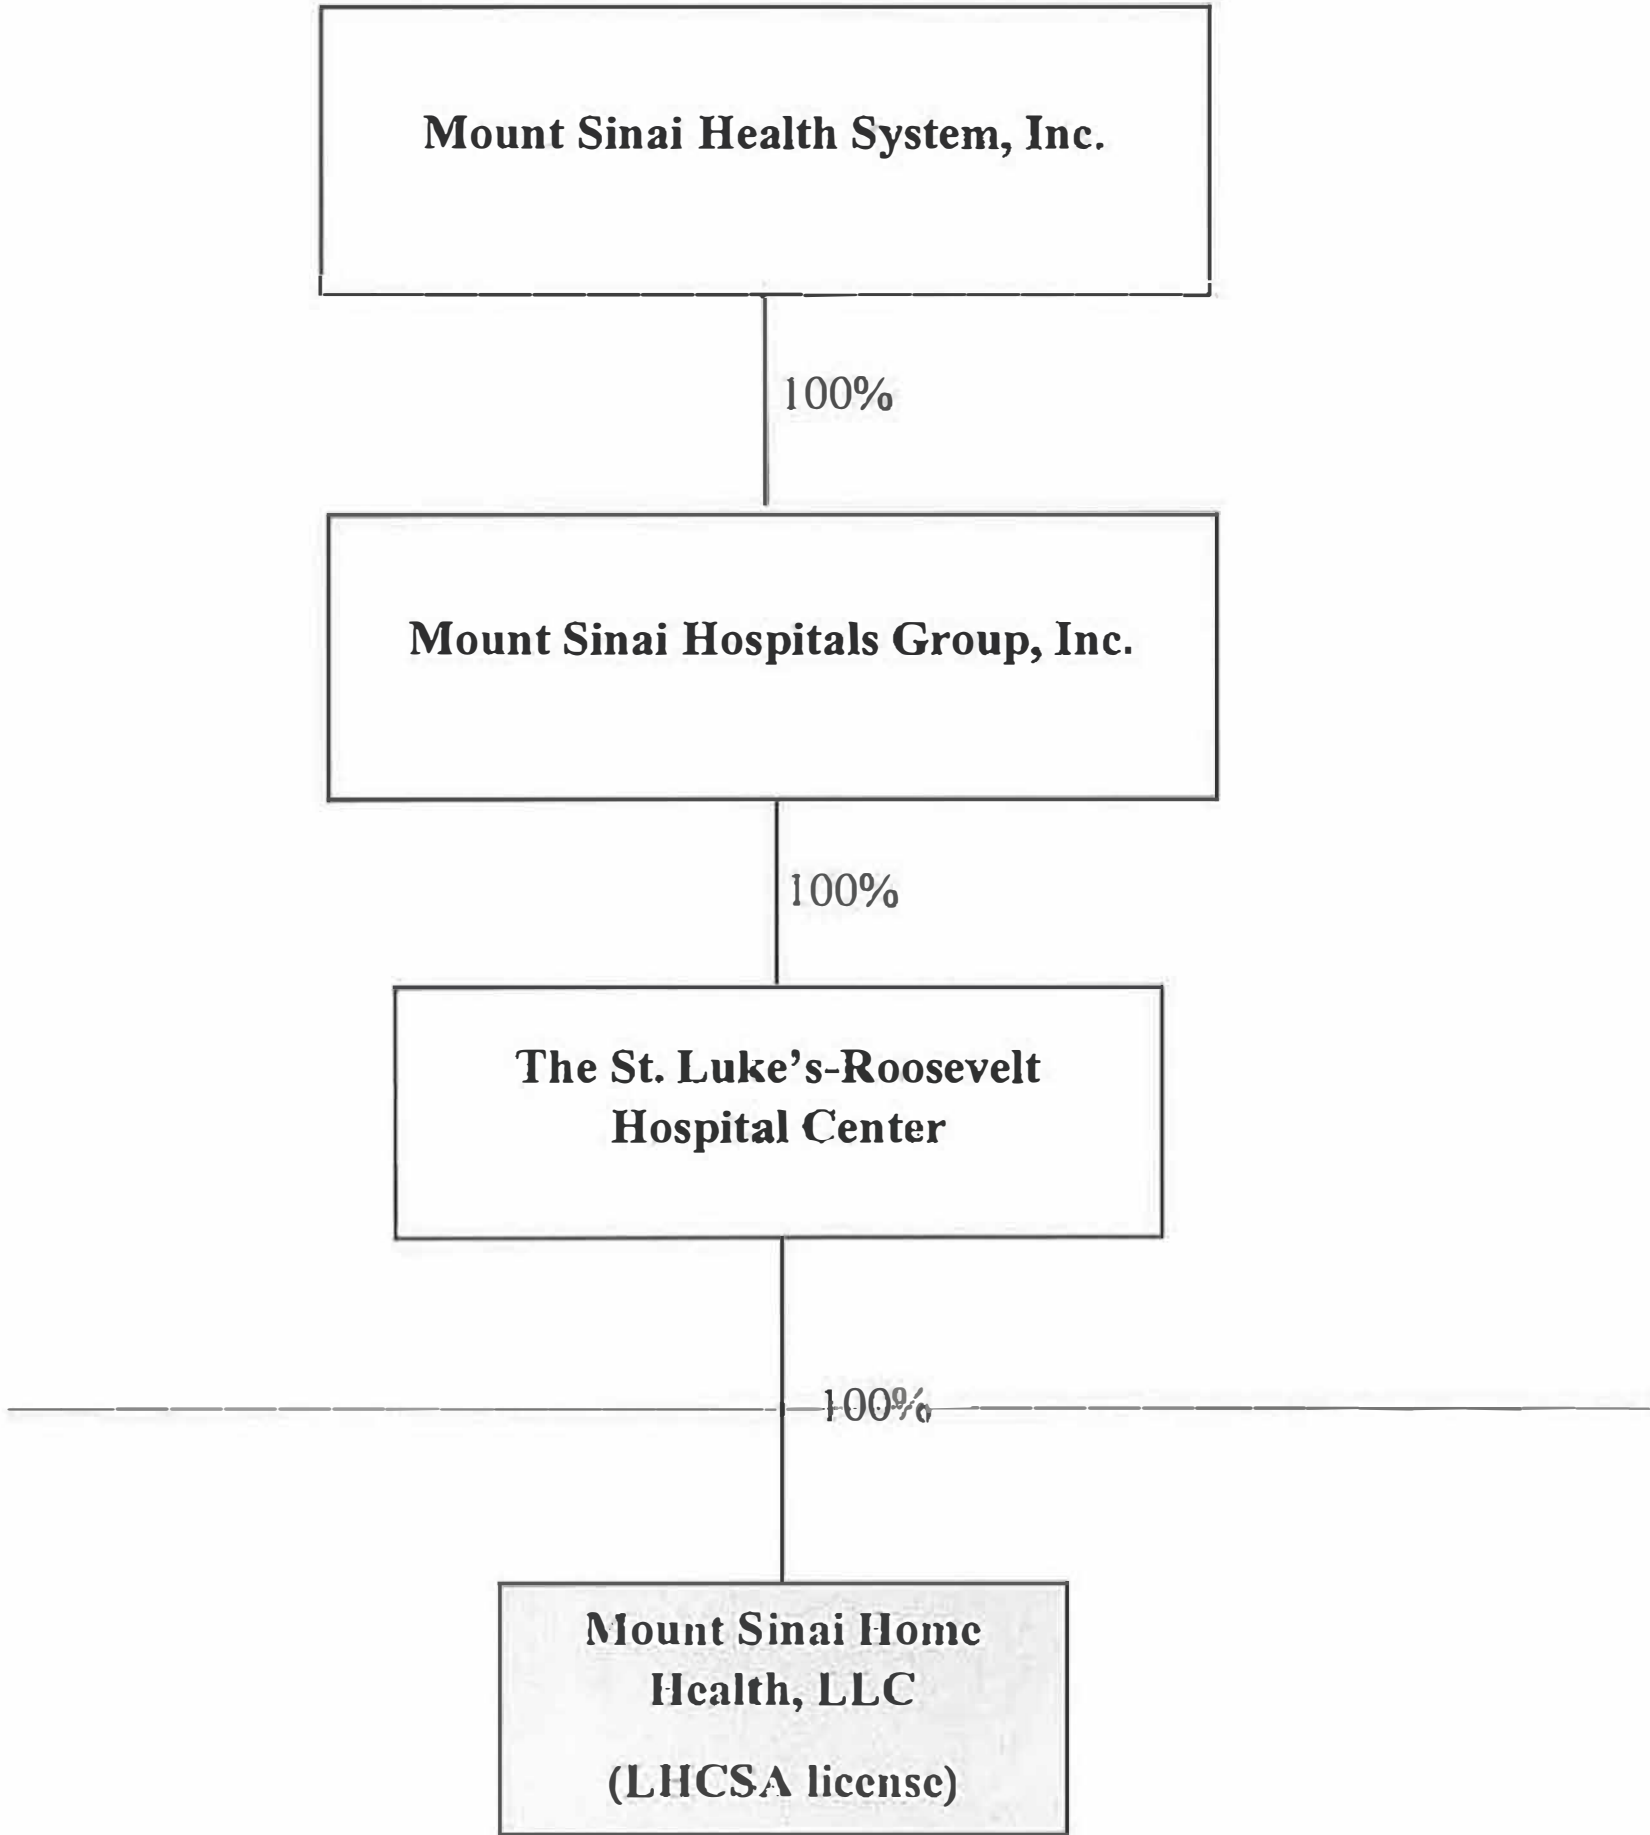 Mount Sinai Health System, Inc.
100%
Mount Sinai Hospitals Group, Inc.
100%
The St. Luke's-Roosevelt
Hospital Center
100%
Mount Sinai Home
Health, LLC
(LHCSA license)